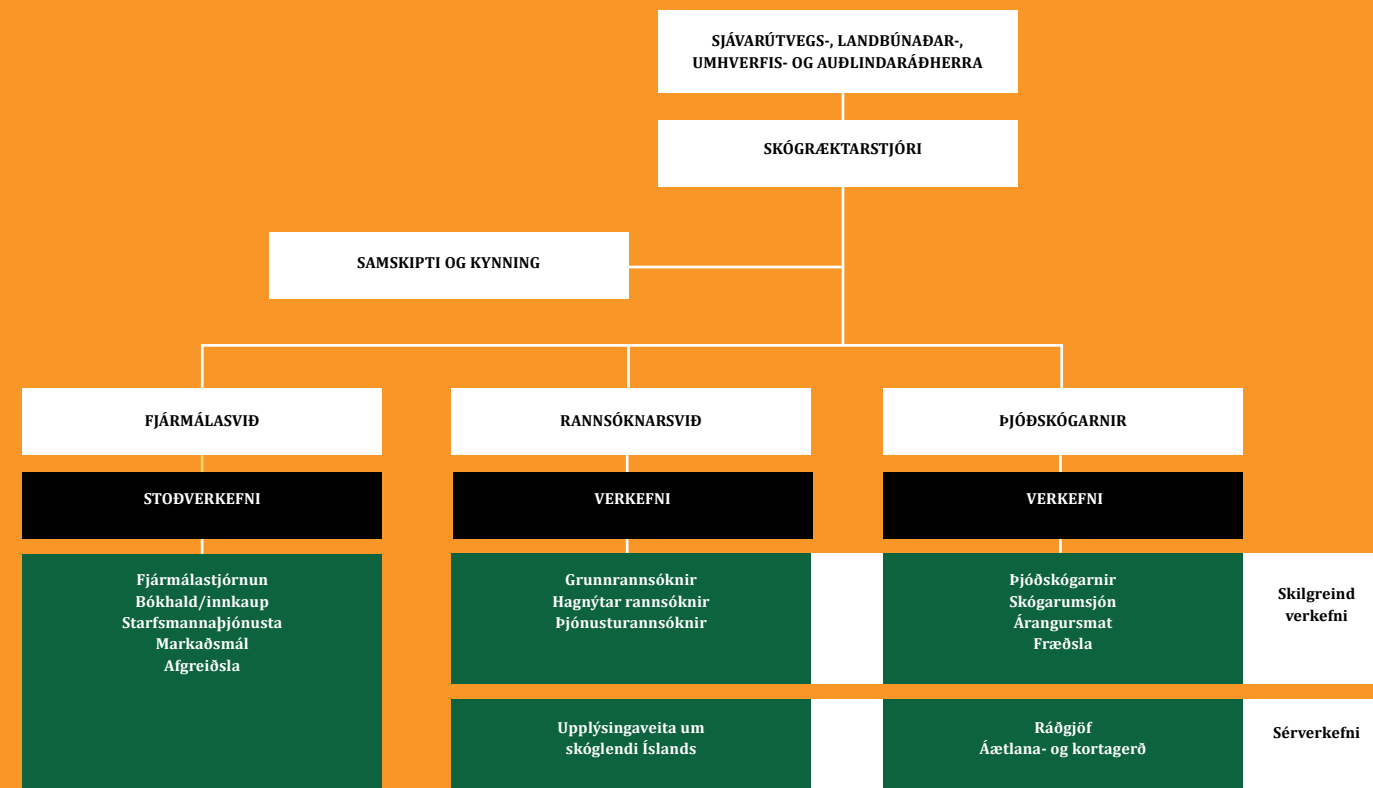 SJÁVARÚTVEGS-, LANDBÚNAÐAR-,
UMHVERFIS- OG AUÐLINDARÁÐHERRA
SKÓGRÆKTARSTJÓRI
SAMSKIPTI OG KYNNING
FJÁRMÁLASVIÐ
RANNSÓKNARSVIÐ
ÞJÓÐSKÓGARNIR
STOÐVERKEFNI
VERKEFNI
VERKEFNI
Fjármálastjórnun
Bókhald/innkaup
Starfsmannaþjónusta
Markaðsmál
Afgreiðsla
Grunnrannsóknir
Hagnýtar rannsóknir
Þjónusturannsóknir
Þjóðskógarnir
Skógarumsjón
Árangursmat
Fræðsla
Skilgreind
verkefni
Upplýsingaveita um
skóglendi Íslands
Ráðgjöf
Áætlana- og kortagerð
Sérverkefni